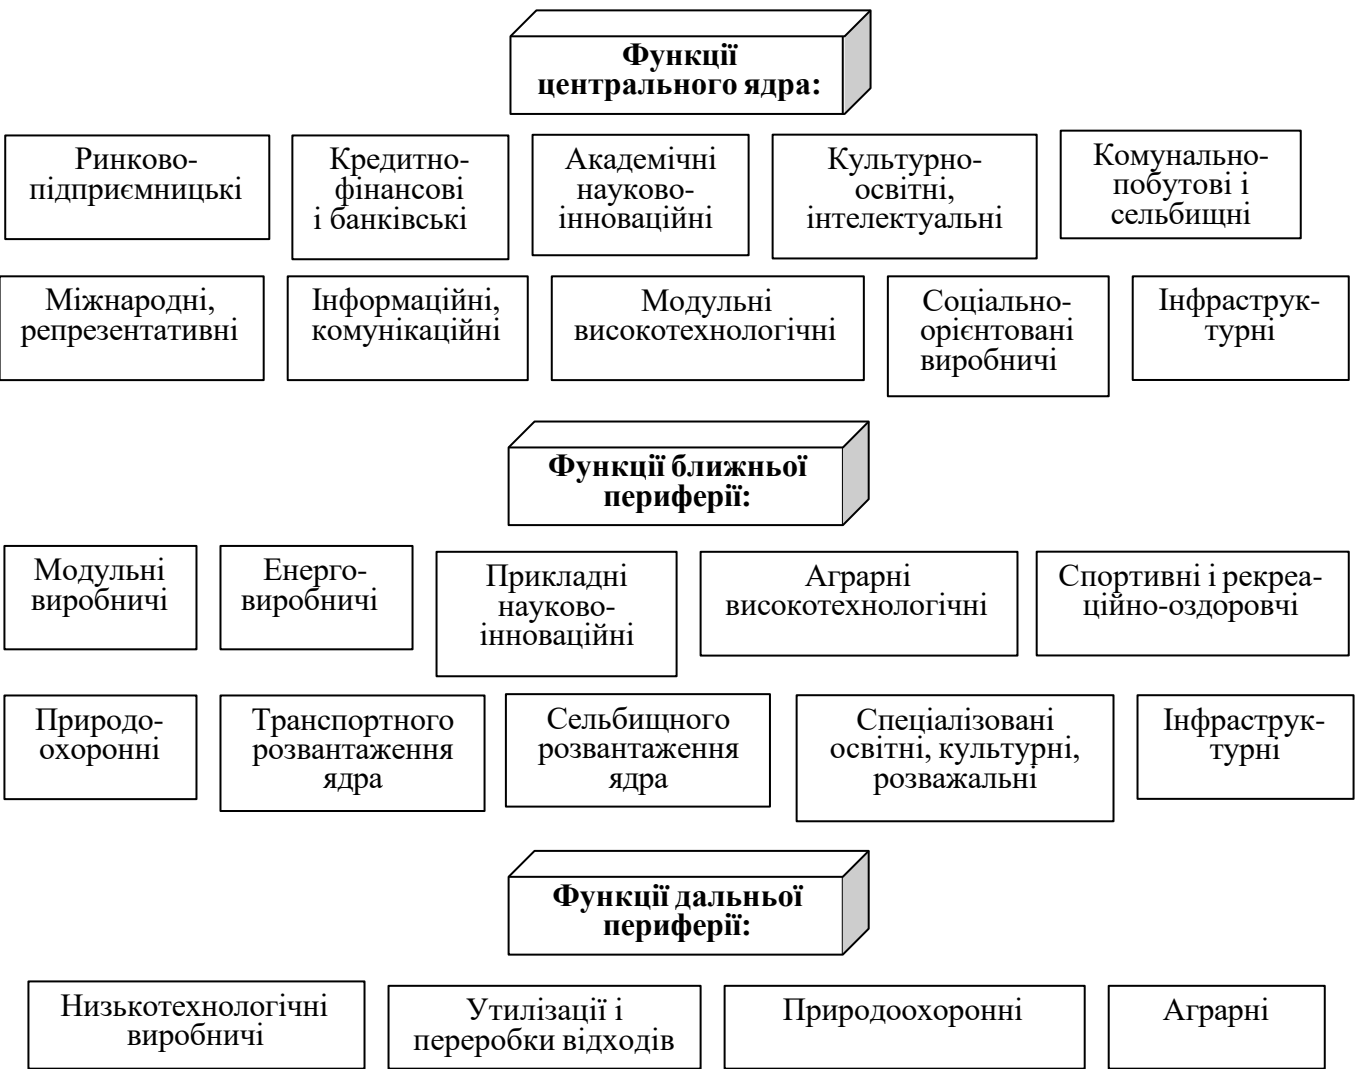 Функції
центрального ядра:
Ринково-
підприємницькі
Кредитно-
фінансові
і банківські
Академічні
науково-
інноваційні
Культурно-
освітні,
інтелектуальні
Комунально-
побутові і
сельбищні
Міжнародні,
репрезентативні
Інформаційні,
комунікаційні
Модульні
високотехнологічні
Соціально-
орієнтовані
виробничі
Інфраструк-
турні
Функції ближньої
периферії:
Модульні
виробничі
Енерго-
виробничі
Прикладні
науково-
інноваційні
Аграрні
високотехнологічні
Спортивні і рекреа-
ційно-оздоровчі
Природо-
охоронні
Транспортного
розвантаження
ядра
Сельбищного
розвантаження
ядра
Спеціалізовані
освітні, культурні,
розважальні
Інфраструк-
турні
Функції дальньої
периферії:
Низькотехнологічні
виробничі
Утилізації і
переробки відходів
Природоохоронні
Аграрні